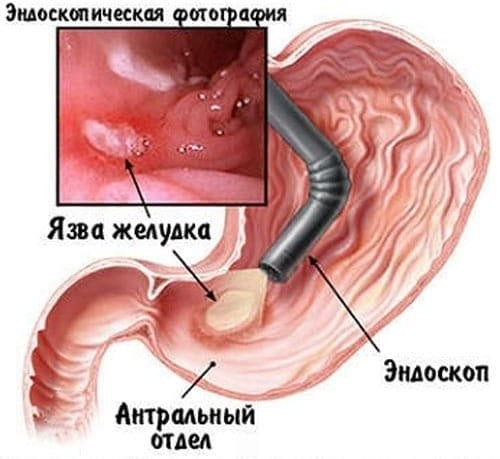 Эндоскопическая фотография
Язва желудка
Эндоскоп
Антральный
отдел